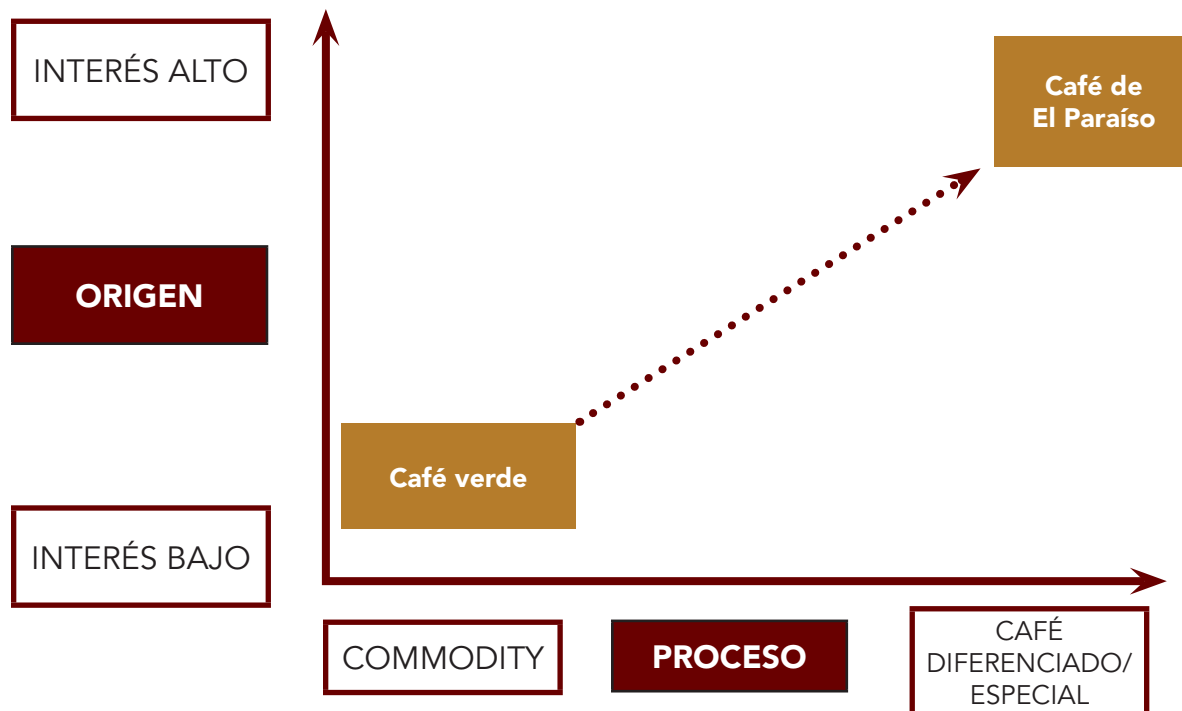 INTERÉS ALTO
Café de
El Paraíso
ORIGEN
Café verde
INTERÉS BAJO
COMMODITY
PROCESO
CAFÉ
DIFERENCIADO/
ESPECIAL